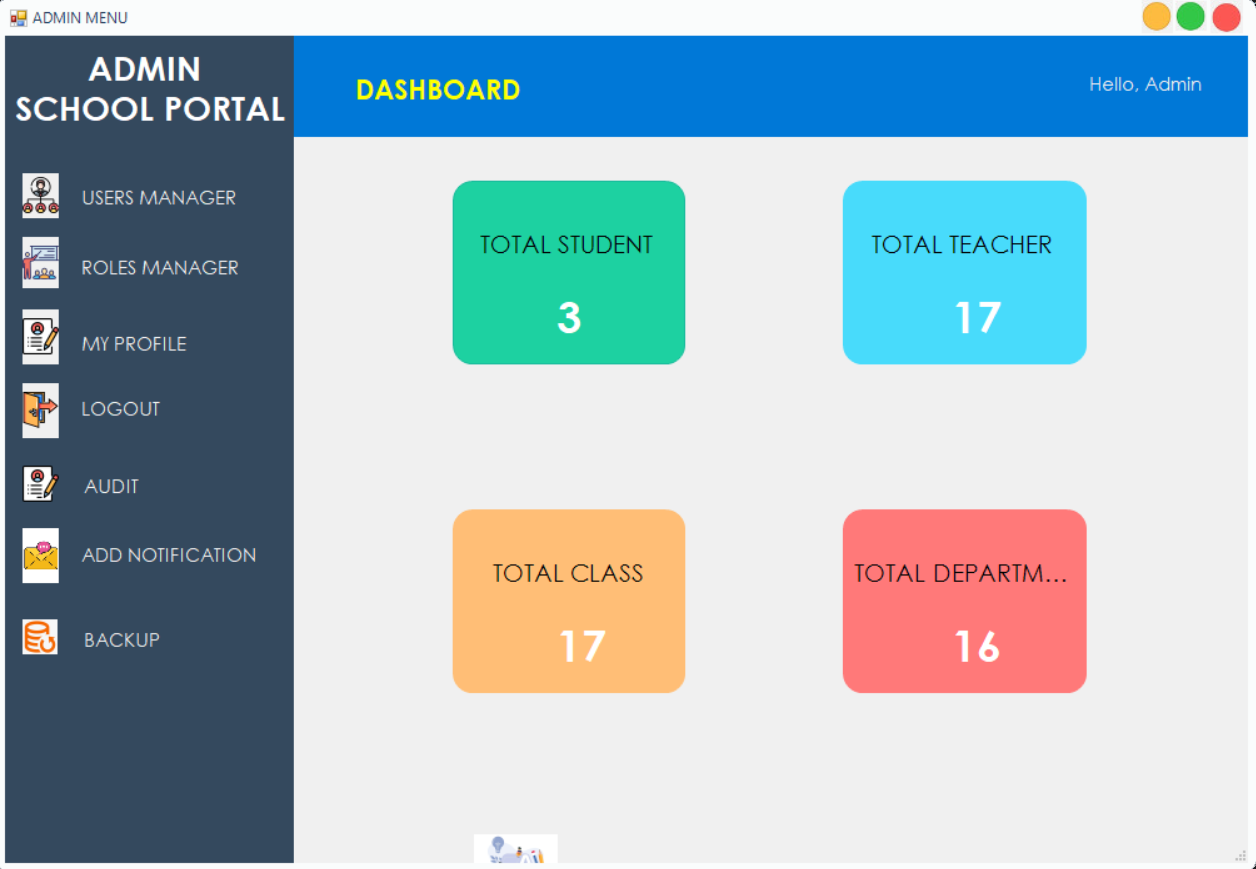 ADMIN MENU
ADMIN
SCHOOL PORTAL
DASHBOARD
Hello, Admin
USERS MANAGER
ROLES MANAGER
MY PROFILE
LOGOUT
AUDIT
ADD NOTIFICATION
BACKUP
TOTAL STUDENT
3
TOTAL TEACHER
17
TOTAL CLASS
17
TOTAL DEPARTM...
16